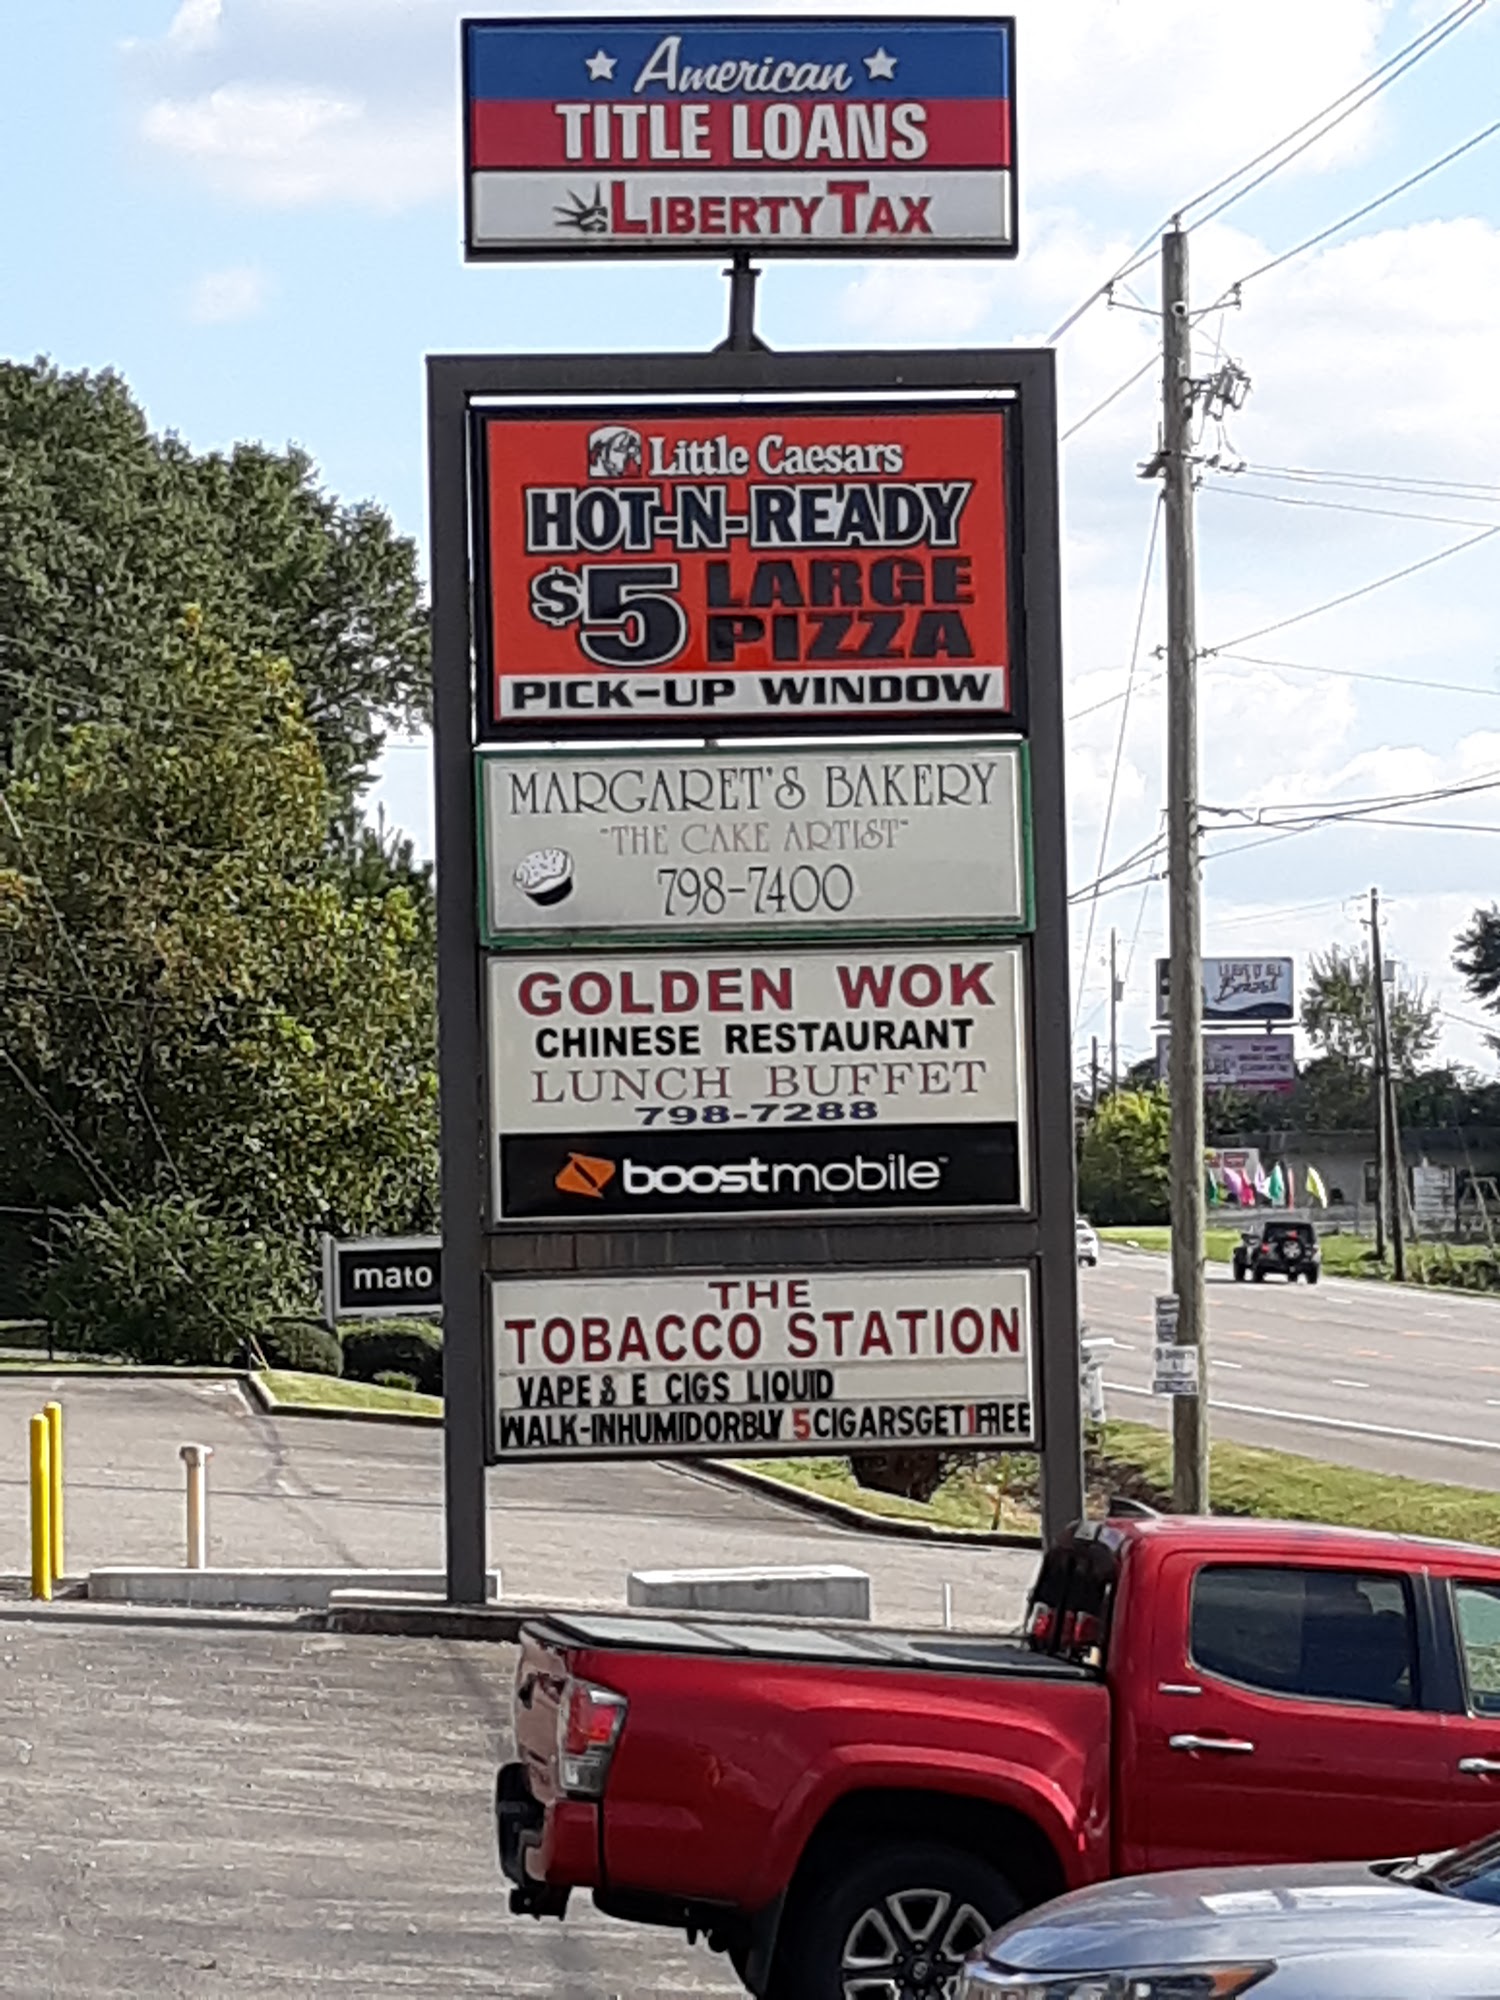 American
TITLE LOANS
LIBERTY TAX
Little Caesars
HOT-N-READY
$5 LARGE
PIZZA
PICK-UP WINDOW
MARGARET'S BAKERY
"THE CAKE ARTIST"
798-7400
GOLDEN WOK
CHINESE RESTAURANT
LUNCH BUFFET
798-7288
boostmobile
mato
THE
TOBACCO STATION
VAPE & E CIGS LIQUID
WALK-INHUMIDORBUY 5CIGARSGET1FREE